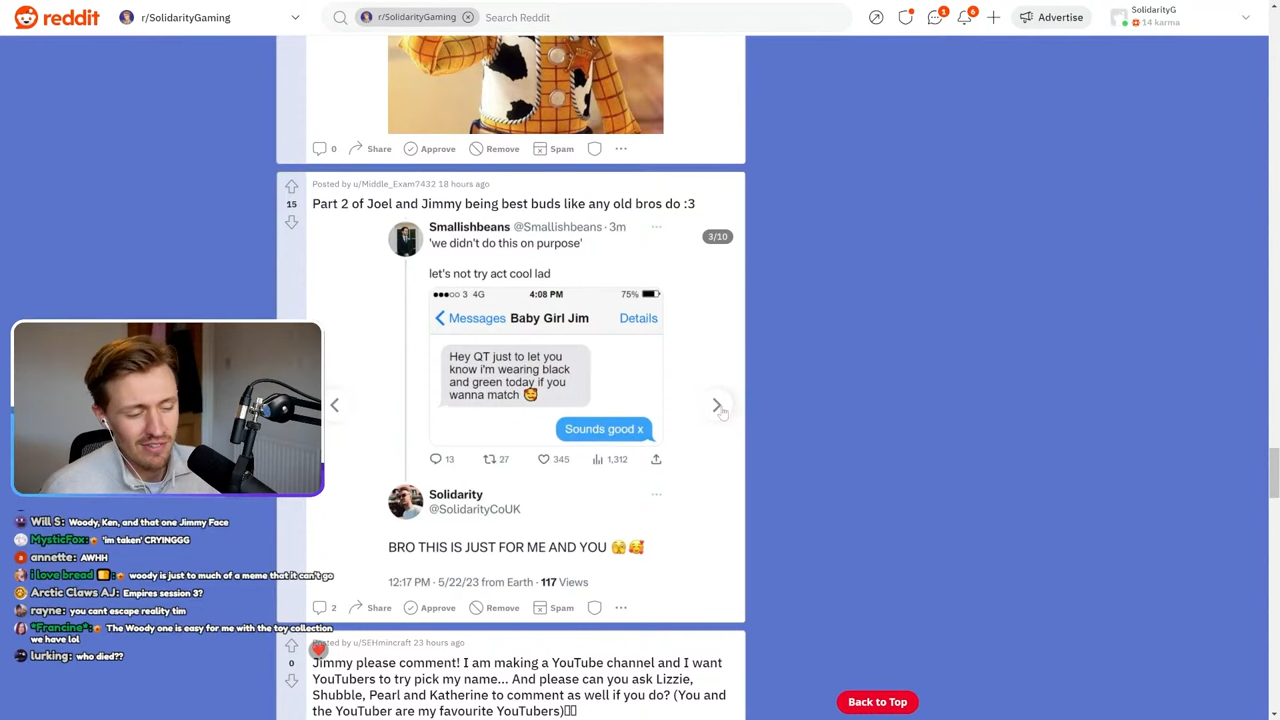 reddit
r/SolidarityGaming
r/SolidarityGaming
Search Reddit
1
6
Advertise
SolidarityG
14 karma
0
Share
Approve
Remove
Spam
Posted by u/Middle_Exam7432 18 hours ago
15
Part 2 of Joel and Jimmy being best buds like any old bros do :3
3/10
Smallishbeans @Smallishbeans · 3m
'we didn't do this on purpose'
let's not try act cool lad
3 4G
4:08 PM
75%
Messages
Baby Girl Jim
Details
Hey QT just to let you
know i'm wearing black
and green today if you
wanna match 🥰
Sounds good x
13
27
345
1,312
Solidarity
@SolidarityCoUK
BRO THIS IS JUST FOR ME AND YOU 🫣🥰
12:17 PM · 5/22/23 from Earth · 117 Views
2
Share
Approve
Remove
Spam
Posted by u/SEHmincraft 23 hours ago
0
Jimmy please comment! I am making a YouTube channel and I want
YouTubers to try pick my name... And please can you ask Lizzie,
Shubble, Pearl and Katherine to comment as well if you do? (You and
the YouTuber are my favourite YouTubers)
Back to Top
Will S: Woody, Ken, and that one Jimmy Face
MysticFox: 'im taken' CRYINGGG
annette: AWHH
i love bread: woody is just to much of a meme that it can't go
Arctic Claws AJ: Empires session 3?
rayne: you cant escape reality tim
*Francine*: The Woody one is easy for me with the toy collection
we have lol
lurking: who died??